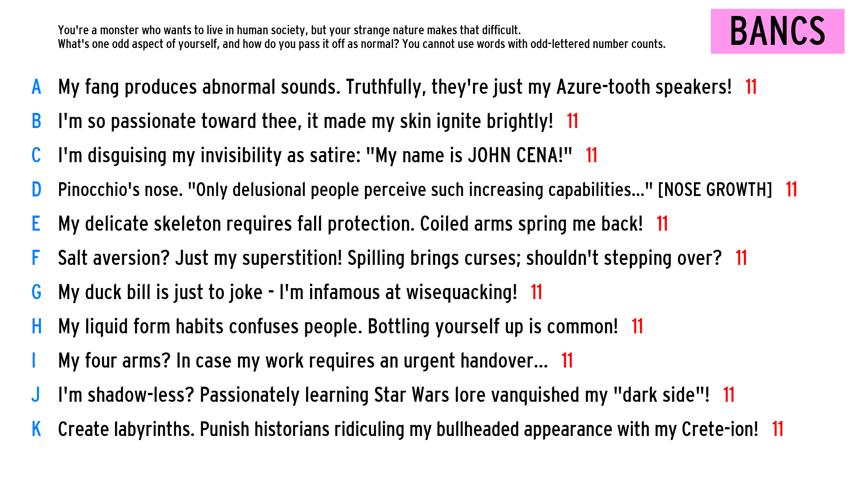 You're a monster who wants to live in human society, but your strange nature makes that difficult.
What's one odd aspect of yourself, and how do you pass it off as normal? You cannot use words with odd-lettered number counts.
BANCS
A My fang produces abnormal sounds. Truthfully, they're just my Azure-tooth speakers! 11
B I'm so passionate toward thee, it made my skin ignite brightly! 11
C I'm disguising my invisibility as satire: "My name is JOHN CENA!" 11
D Pinocchio's nose. "Only delusional people perceive such increasing capabilities..." [NOSE GROWTH] 11
E My delicate skeleton requires fall protection. Coiled arms spring me back! 11
F Salt aversion? Just my superstition! Spilling brings curses; shouldn't stepping over? 11
G My duck bill is just to joke - I'm infamous at wisequacking! 11
H My liquid form habits confuses people. Bottling yourself up is common! 11
I My four arms? In case my work requires an urgent handover... 11
J I'm shadow-less? Passionately learning Star Wars lore vanquished my "dark side"! 11
K Create labyrinths. Punish historians ridiculing my bullheaded appearance with my Crete-ion! 11